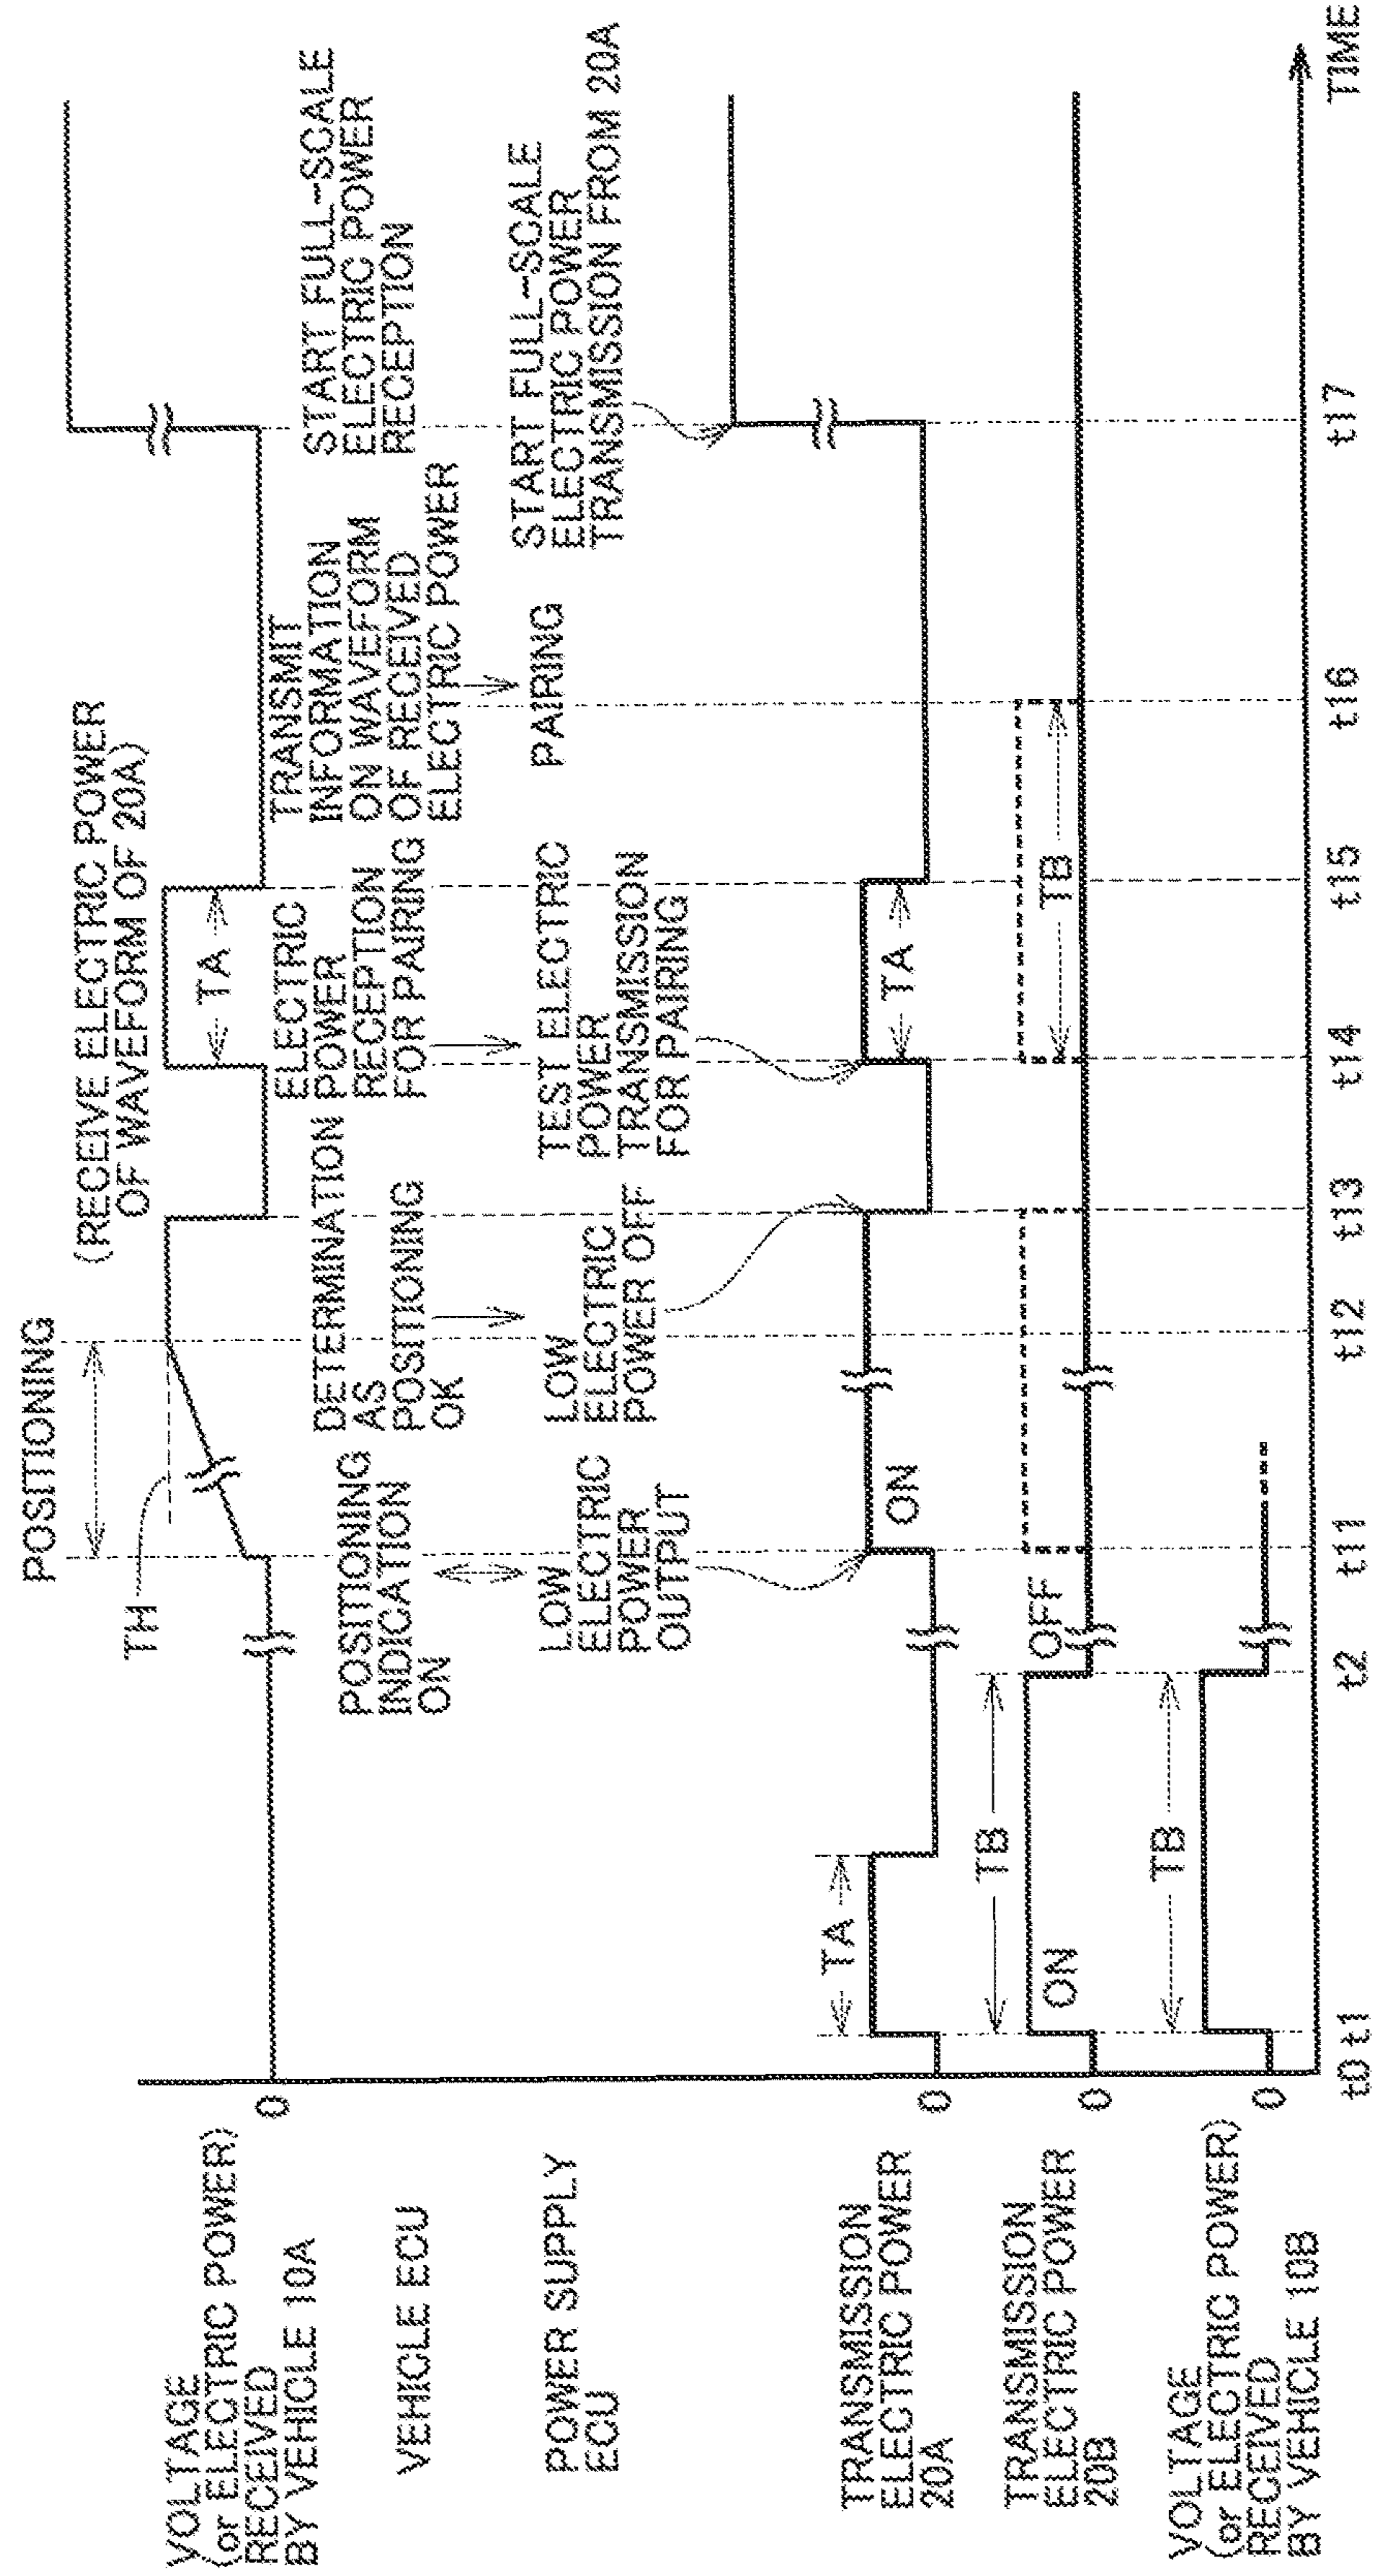 POSITIONING
(RECEIVE ELECTRIC POWER
OF WAVEFORM OF 20A)
TH
TA
VOLTAGE
(or ELECTRIC POWER)
RECEIVED
BY VEHICLE 10A
0
VEHICLE ECU
POSITIONING
INDICATION
ON
DETERMINATION
AS
POSITIONING
OK
ELECTRIC
POWER
RECEPTION
FOR PAIRING
TRANSMIT
INFORMATION
ON WAVEFORM
OF RECEIVED
ELECTRIC POWER
START FULL-SCALE
ELECTRIC POWER
RECEPTION
POWER SUPPLY
ECU
LOW
ELECTRIC
POWER
OUTPUT
LOW
ELECTRIC
POWER OFF
TEST ELECTRIC
POWER
TRANSMISSION
FOR PAIRING
PAIRING
START FULL-SCALE
ELECTRIC POWER
TRANSMISSION FROM 20A
TRANSMISSION
ELECTRIC POWER
20A
0
TA
ON
TA
TRANSMISSION
ELECTRIC POWER
20B
0
TB
ON
OFF
TB
VOLTAGE
(or ELECTRIC POWER)
RECEIVED
BY VEHICLE 10B
0
TB
t0 t1 t2 t11 t12 t13 t14 t15 t16 t17 TIME